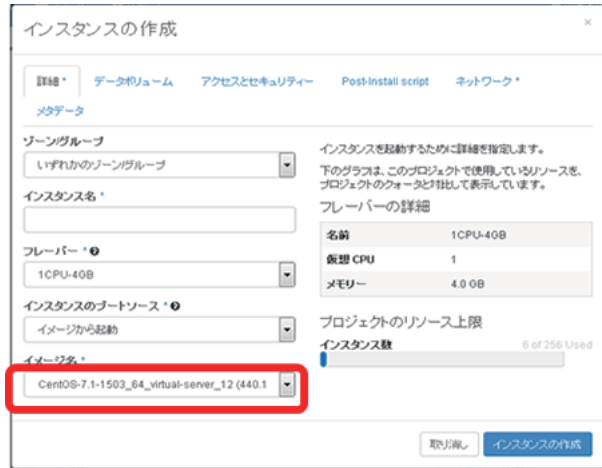 インスタンスの作成
×
詳細 *
データボリューム
アクセスとセキュリティー
Post-Install script
ネットワーク *
メタデータ
ゾーン/グループ
いずれかのゾーン/グループ
インスタンス名 *
フレーバー *
1CPU-4GB
インスタンスのブートソース *
イメージから起動
イメージ名 *
CentOS-7.1-1503_64_virtual-server_12 (440.1
インスタンスを起動するために詳細を指定します。
下のグラフは、このプロジェクトで使用しているリソースを、
プロジェクトのクォータと対比して表示しています。
フレーバーの詳細
名前 1CPU-4GB
仮想 CPU 1
メモリー 4.0 GB
プロジェクトのリソース上限
インスタンス数 6 of 256 Used
取り消し
インスタンスの作成